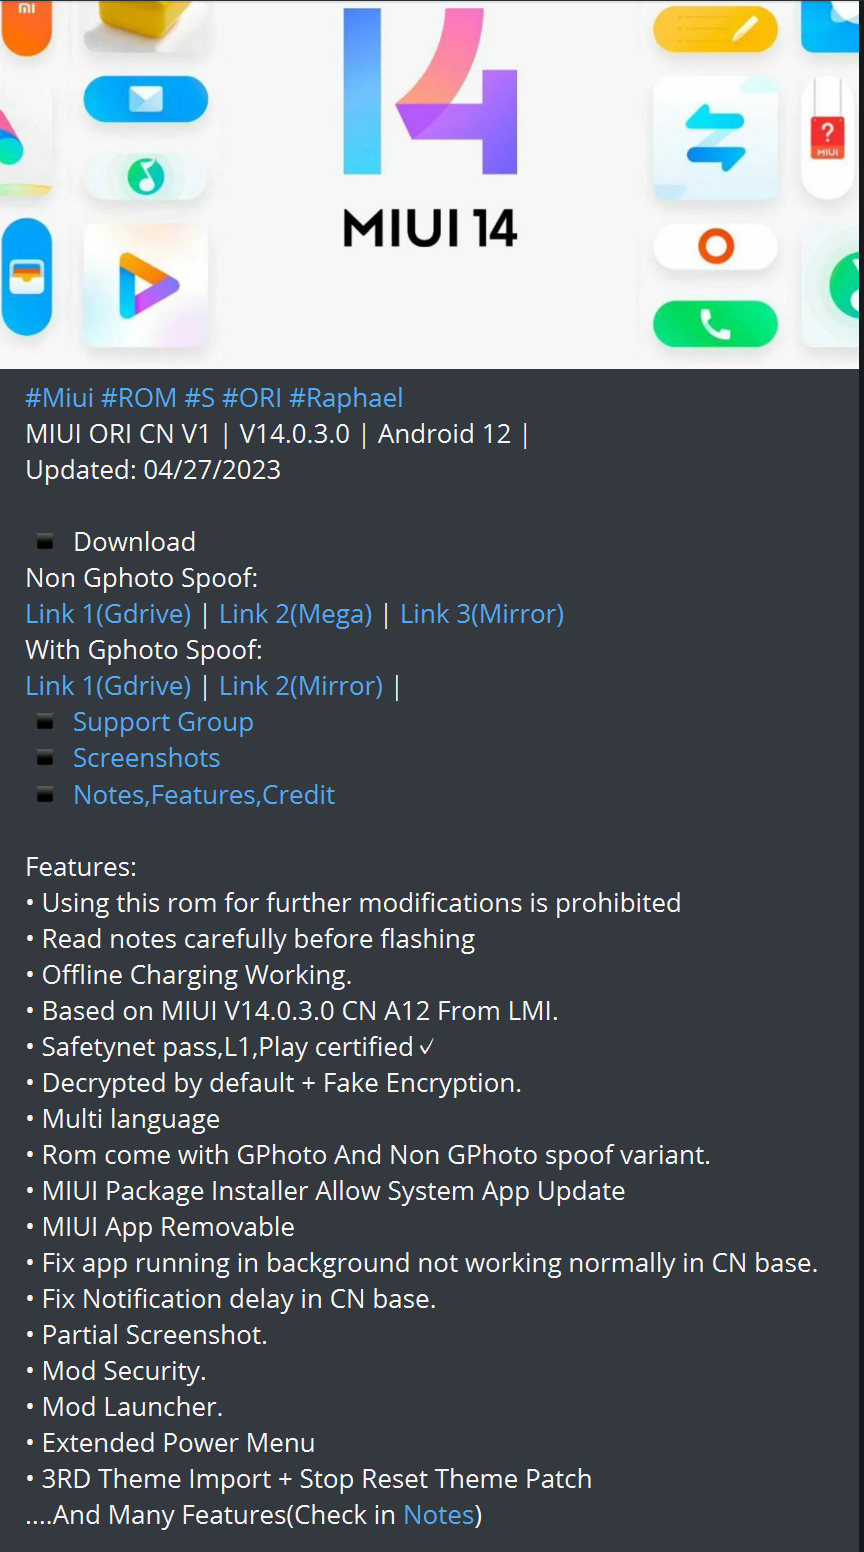 mi
14
MIUI 14
?
MIUI
#Miui #ROM #S #ORI #Raphael
MIUI ORI CN V1 | V14.0.3.0 | Android 12 |
Updated: 04/27/2023
Download
Non Gphoto Spoof:
Link 1(Gdrive) | Link 2(Mega) | Link 3(Mirror)
With Gphoto Spoof:
Link 1(Gdrive) | Link 2(Mirror) |
Support Group
Screenshots
Notes,Features,Credit
Features:
• Using this rom for further modifications is prohibited
• Read notes carefully before flashing
• Offline Charging Working.
• Based on MIUI V14.0.3.0 CN A12 From LMI.
• Safetynet pass,L1,Play certified✓
• Decrypted by default + Fake Encryption.
• Multi language
• Rom come with GPhoto And Non GPhoto spoof variant.
• MIUI Package Installer Allow System App Update
• MIUI App Removable
• Fix app running in background not working normally in CN base.
• Fix Notification delay in CN base.
• Partial Screenshot.
• Mod Security.
• Mod Launcher.
• Extended Power Menu
• 3RD Theme Import + Stop Reset Theme Patch
....And Many Features(Check in Notes)